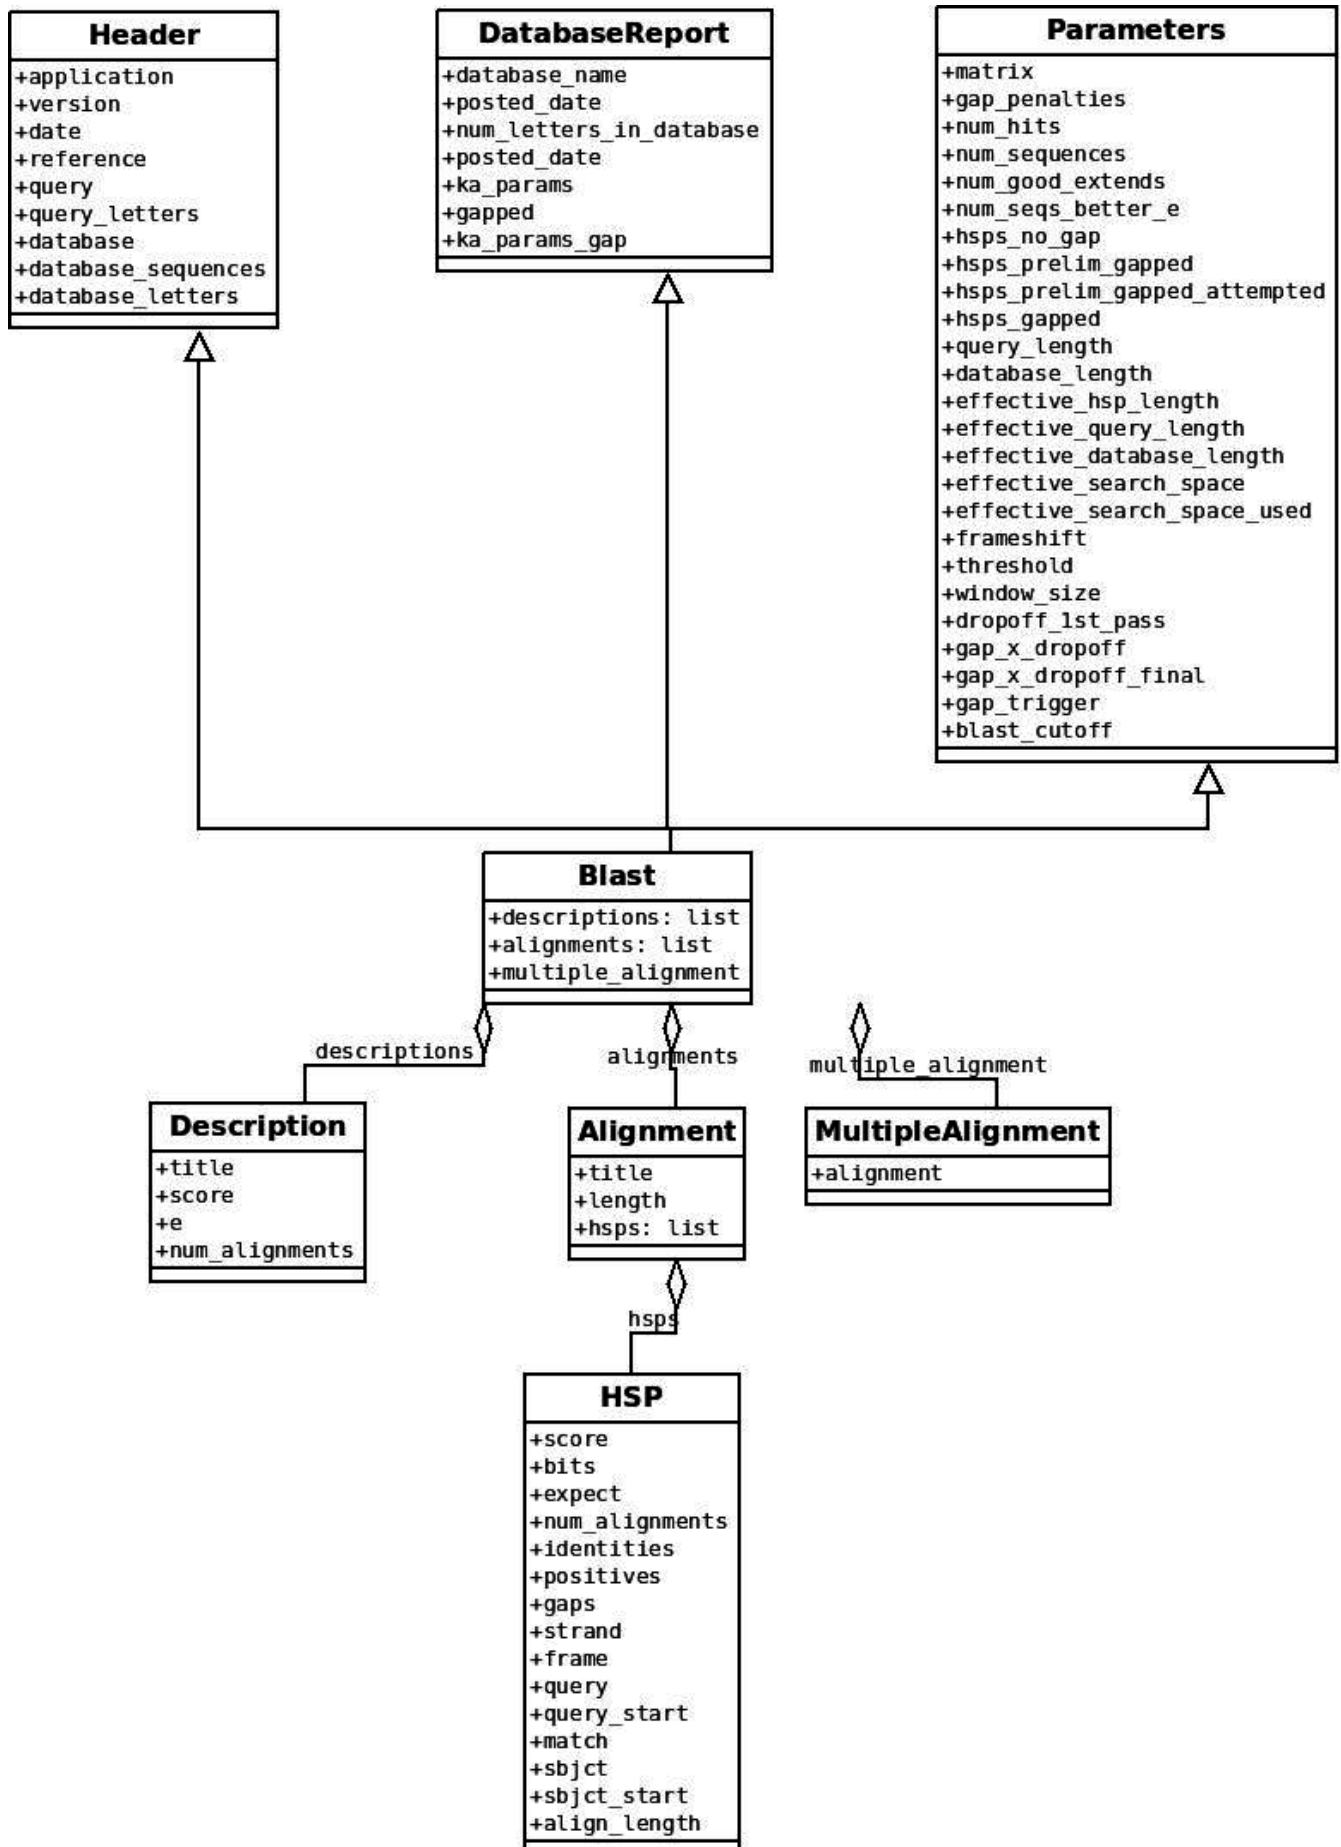 Header
+application
+version
+date
+reference
+query
+query_letters
+database
+database_sequences
+database_letters
DatabaseReport
+database_name
+posted_date
+num_letters_in_database
+posted_date
+ka_params
+gapped
+ka_params_gap
Parameters
+matrix
+gap_penalties
+num_hits
+num_sequences
+num_good_extends
+num_seqs_better_e
+hsps_no_gap
+hsps_prelim_gapped
+hsps_prelim_gapped_attempted
+hsps_gapped
+query_length
+database_length
+effective_hsp_length
+effective_query_length
+effective_database_length
+effective_search_space
+effective_search_space_used
+frameshift
+threshold
+window_size
+dropoff_1st_pass
+gap_x_dropoff
+gap_x_dropoff_final
+gap_trigger
+blast_cutoff
Blast
+descriptions: list
+alignments: list
+multiple_alignment
descriptions
alignments
multiple_alignment
Description
+title
+score
+e
+num_alignments
Alignment
+title
+length
+hsps: list
MultipleAlignment
+alignment
hsps
HSP
+score
+bits
+expect
+num_alignments
+identities
+positives
+gaps
+strand
+frame
+query
+query_start
+match
+sbjct
+sbjct_start
+align_length